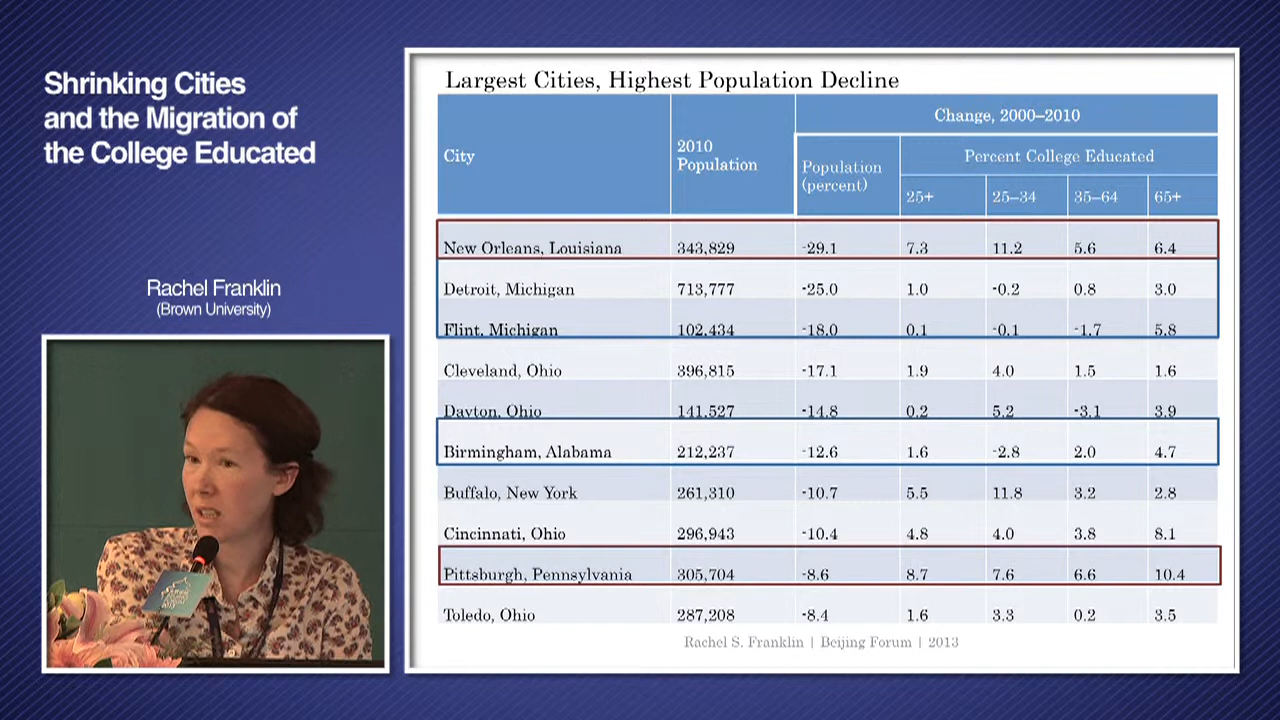 Shrinking Cities
and the Migration of
the College Educated
Rachel Franklin
(Brown University)
Largest Cities, Highest Population Decline
City
2010
Population
Change, 2000–2010
Population
(percent)
Percent College Educated
25+ 25–34 35–64 65+
New Orleans, Louisiana 343,829 -29.1 7.3 11.2 5.6 6.4
Detroit, Michigan 713,777 -25.0 1.0 -0.2 0.8 3.0
Flint, Michigan 102,434 -18.0 0.1 -0.1 -1.7 5.8
Cleveland, Ohio 396,815 -17.1 1.9 4.0 1.5 1.6
Dayton, Ohio 141,527 -14.8 0.2 5.2 -3.1 3.9
Birmingham, Alabama 212,237 -12.6 1.6 -2.8 2.0 4.7
Buffalo, New York 261,310 -10.7 5.5 11.8 3.2 2.8
Cincinnati, Ohio 296,943 -10.4 4.8 4.0 3.8 8.1
Pittsburgh, Pennsylvania 305,704 -8.6 8.7 7.6 6.6 10.4
Toledo, Ohio 287,208 -8.4 1.6 3.3 0.2 3.5
Rachel S. Franklin | Beijing Forum | 2013